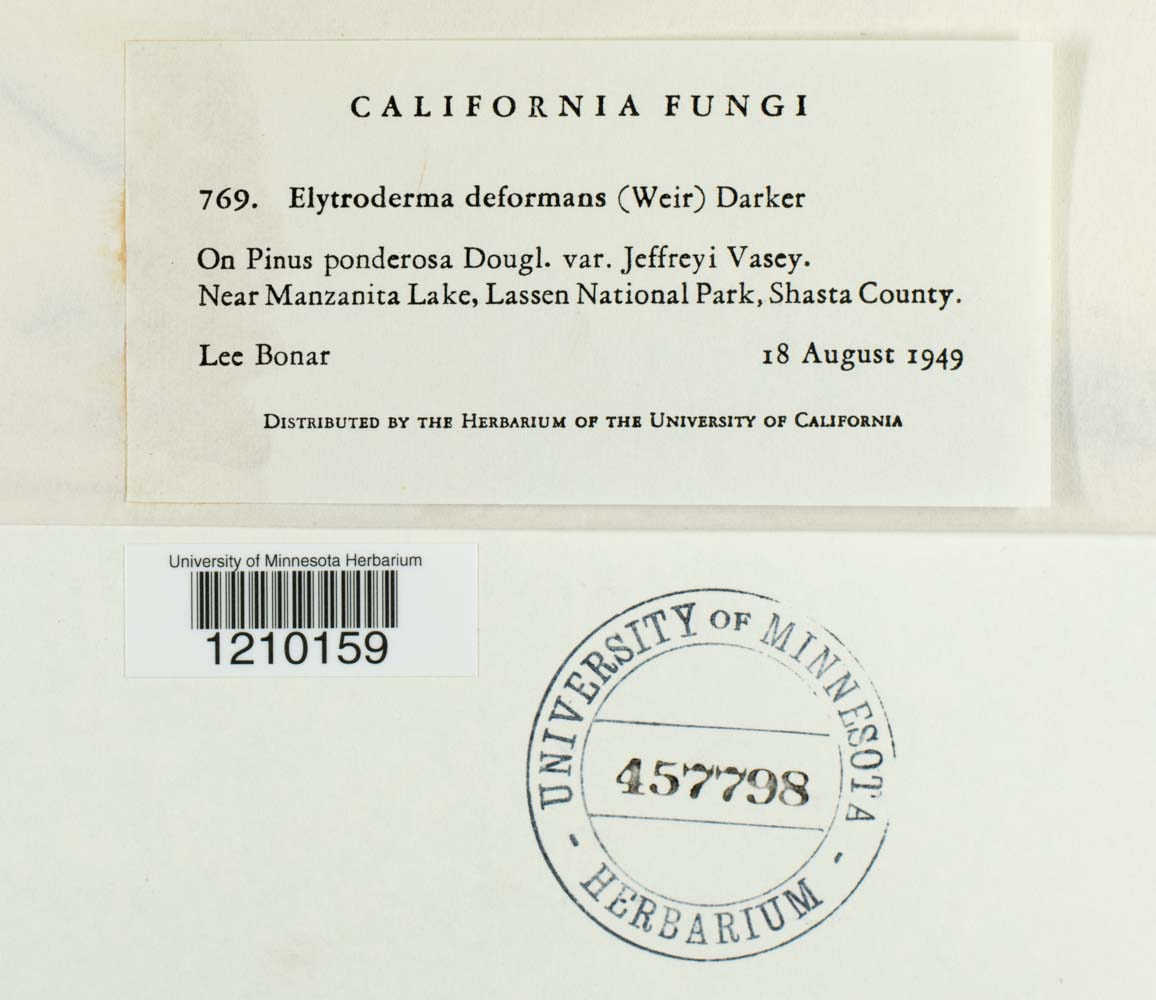 CALIFORNIA FUNGI
769. Elytroderma deformans (Weir) Darker
On Pinus ponderosa Dougl. var. Jeffreyi Vasey.
Near Manzanita Lake, Lassen National Park, Shasta County.
Lee Bonar 18 August 1949
DISTRIBUTED BY THE HERBARIUM OF THE UNIVERSITY OF CALIFORNIA
University of Minnesota Herbarium
1210159
UNIVERSITY OF MINNESOTA
457798
- HERBARIUM -